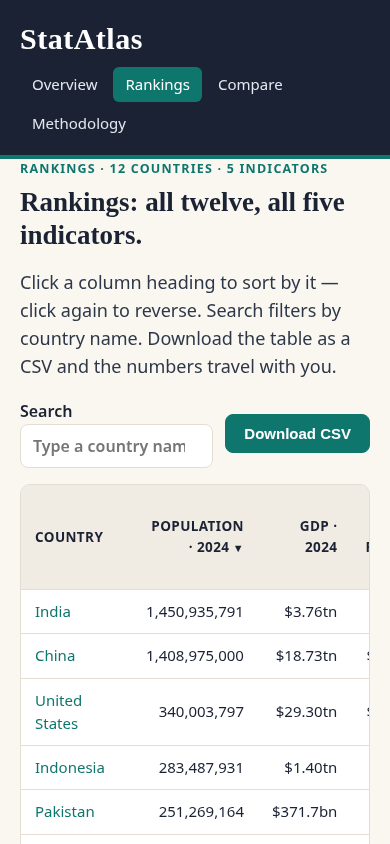 StatAtlas
Overview Rankings Compare
Methodology
RANKINGS · 12 COUNTRIES · 5 INDICATORS
Rankings: all twelve, all five
indicators.
Click a column heading to sort by it —
click again to reverse. Search filters by
country name. Download the table as a
CSV and the numbers travel with you.
Search
Type a country nam
Download CSV
COUNTRY POPULATION · 2024 ▼ GDP · 2024
India 1,450,935,791 $3.76tn
China 1,408,975,000 $18.73tn
United States 340,003,797 $29.30tn
Indonesia 283,487,931 $1.40tn
Pakistan 251,269,164 $371.7bn